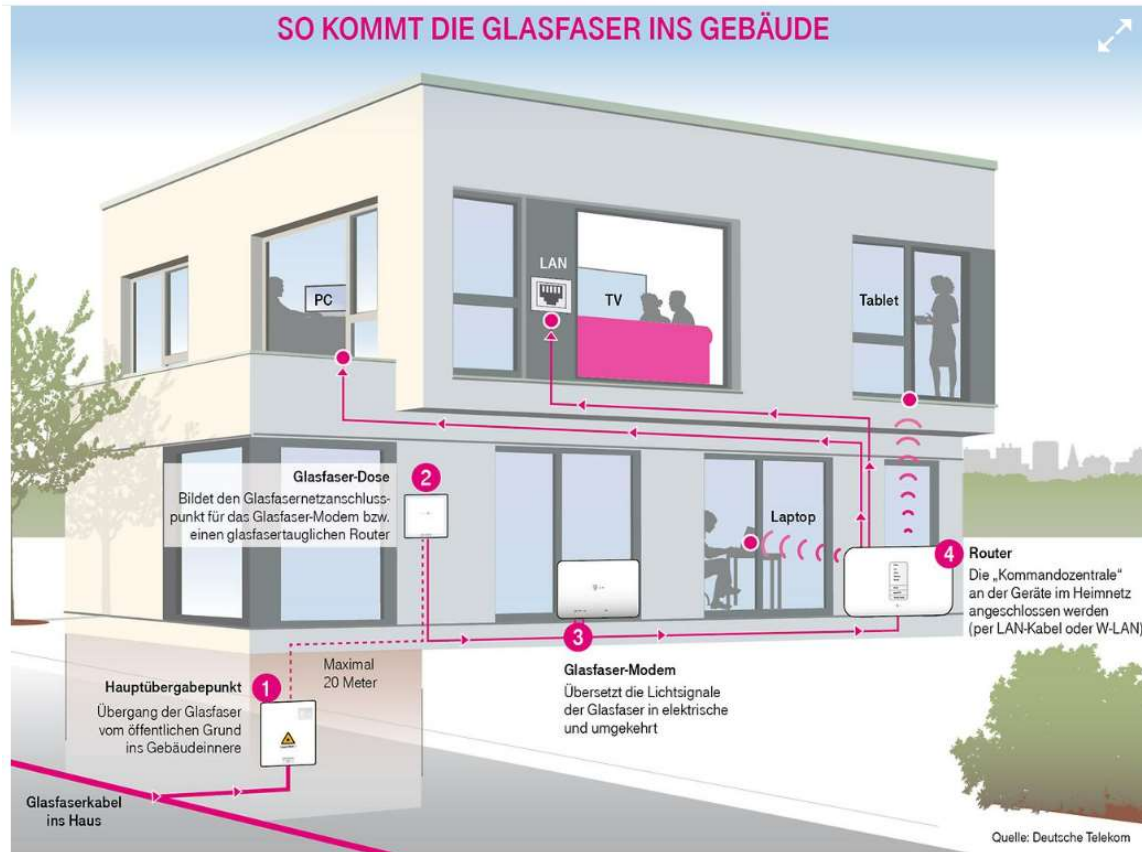 SO KOMMT DIE GLASFASER INS GEBÄUDE
PC
LAN
TV
Tablet
2
Glasfaser-Dose
Bildet den Glasfasernetzanschluss-
punkt für das Glasfaser-Modem bzw.
einen glasfasertauglichen Router
Laptop
4
Router
Die „Kommandozentrale“
an der Geräte im Heimnetz
angeschlossen werden
(per LAN-Kabel oder W-LAN)
3
Glasfaser-Modem
Übersetzt die Lichtsignale
der Glasfaser in elektrische
und umgekehrt
Maximal
20 Meter
1
Hauptübergabepunkt
Übergang der Glasfaser
vom öffentlichen Grund
ins Gebäudeinnere
Glasfaserkabel
ins Haus
Quelle: Deutsche Telekom